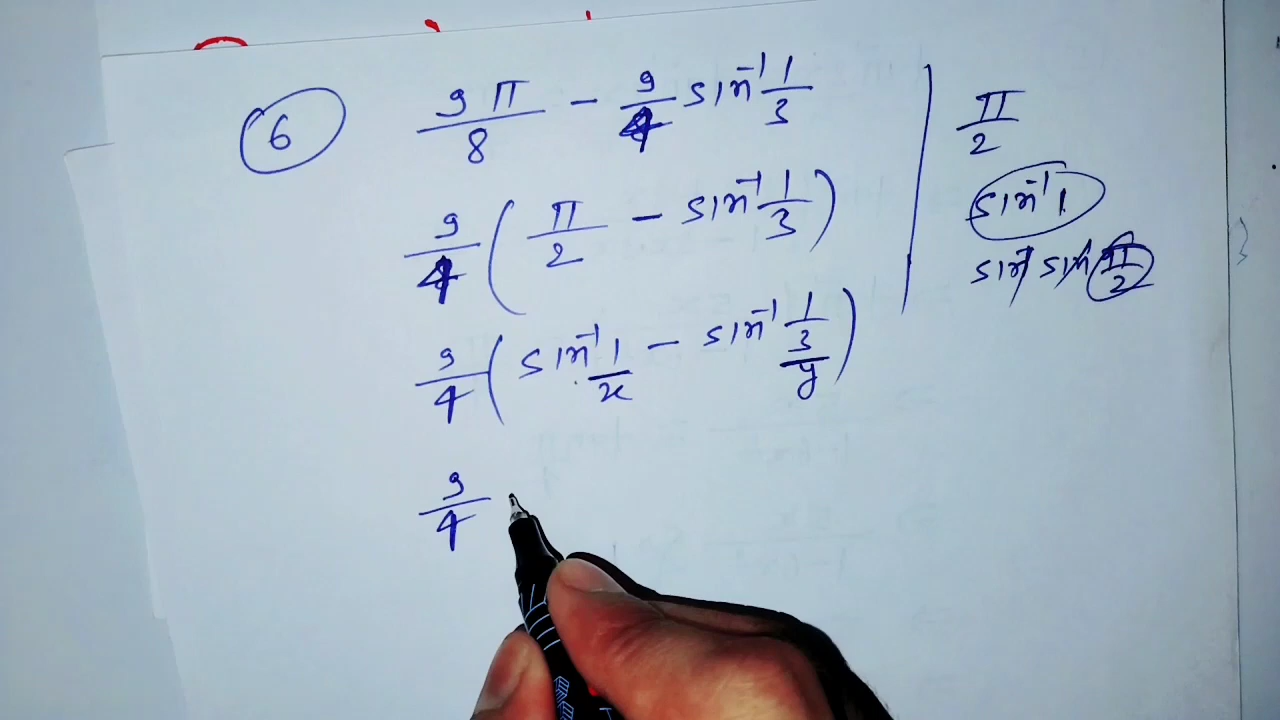 6
9π/8 - 9/4 sin⁻¹ 1/3
9/4 ( π/2 - sin⁻¹ 1/3 )
9/4 ( sin⁻¹ 1 - sin⁻¹ 1/3 )
x y
9/4
π/2
sin⁻¹ 1
sin⁻¹ sin π/2